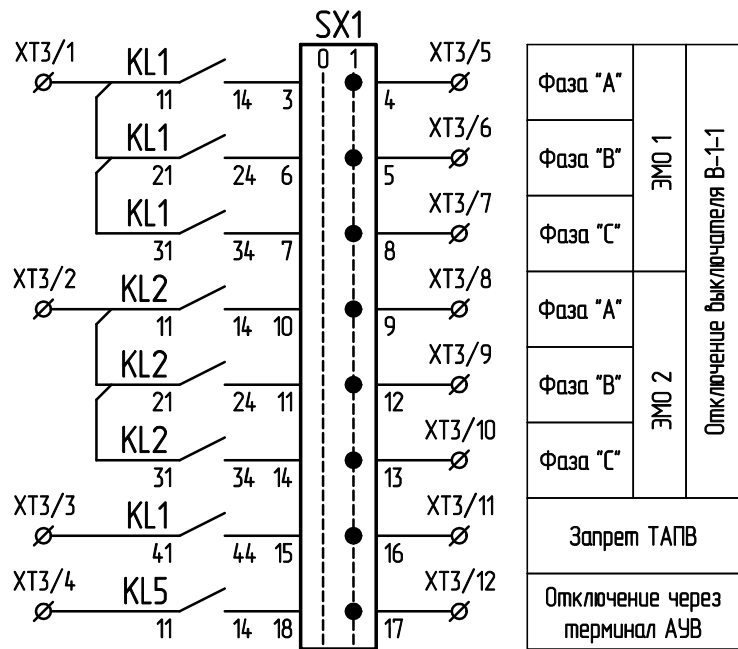 SX1
0 1
XT3/1 KL1 11 14 3 4 XT3/5 Фаза "А"
KL1 21 24 6 5 XT3/6 Фаза "В"
KL1 31 34 7 8 XT3/7 Фаза "С"
ЭМО 1
XT3/2 KL2 11 14 10 9 XT3/8 Фаза "А"
KL2 21 24 11 12 XT3/9 Фаза "В"
KL2 31 34 14 13 XT3/10 Фаза "С"
ЭМО 2
Отключение выключателя В-1-1
XT3/3 KL1 41 44 15 16 XT3/11 Запрет ТАПВ
XT3/4 KL5 11 14 18 17 XT3/12 Отключение через
терминал АУВ